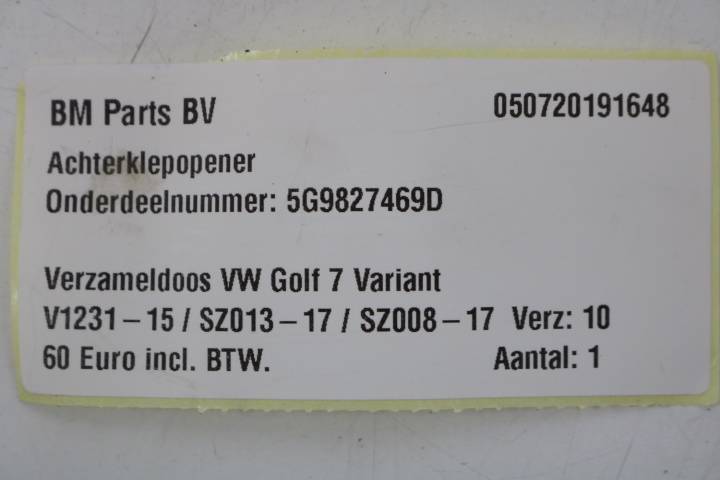 BM Parts BV 050720191648
Achterklepopener
Onderdeelnummer: 5G9827469D
Verzameldoos VW Golf 7 Variant
V1231-15 / SZ013-17 / SZ008-17 Verz: 10
60 Euro incl. BTW. Aantal: 1